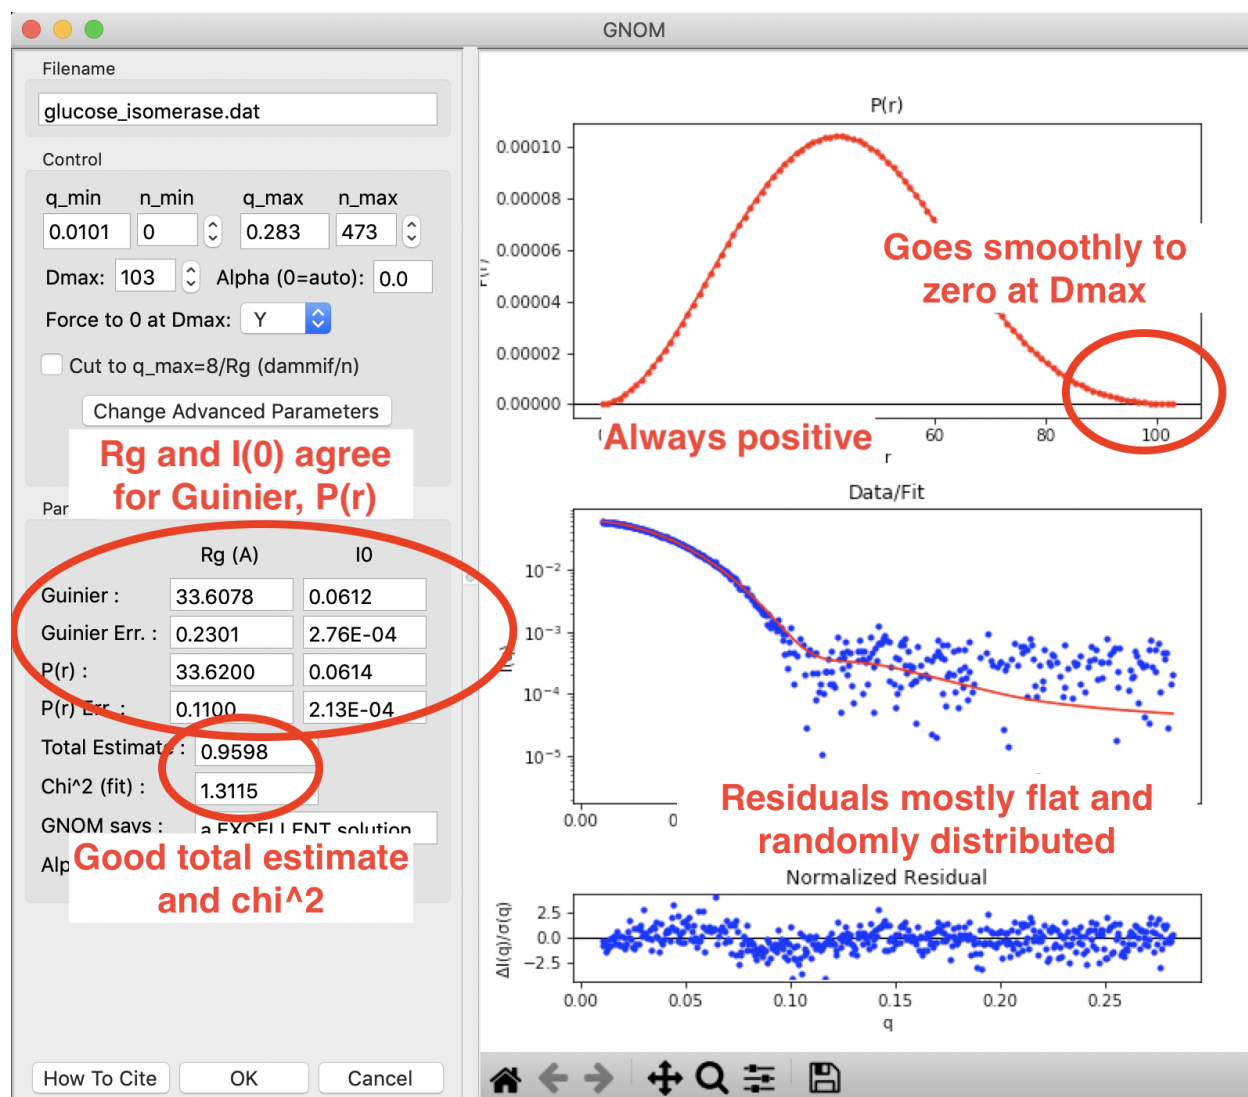 GNOM
Filename
glucose_isomerase.dat
Control
q_min n_min q_max n_max
0.0101 0 0.283 473
Dmax: 103 Alpha (0=auto): 0.0
Force to 0 at Dmax: Y
Cut to q_max=8/Rg (dammif/n)
Change Advanced Parameters
Rg and I(0) agree
for Guinier, P(r)
Par
Rg (A) I0
Guinier : 33.6078 0.0612
Guinier Err. : 0.2301 2.76E-04
P(r) : 33.6200 0.0614
P(r) Err. : 0.1100 2.13E-04
Total Estimate : 0.9598
Chi^2 (fit) : 1.3115
GNOM says : a EXCELLENT solution
Good total estimate
and chi^2
Alp
How To Cite OK Cancel
P(r)
0.00010
0.00008
0.00006
0.00004
0.00002
0.00000
P(r)
Goes smoothly to
zero at Dmax
Always positive
60 80 100
r
Data/Fit
10-2
10-3
10-4
10-5
I(q)
0.00 0
Residuals mostly flat and
randomly distributed
Normalized Residual
2.5
0.0
−2.5
ΔI(q)/σ(q)
0.00 0.05 0.10 0.15 0.20 0.25
q